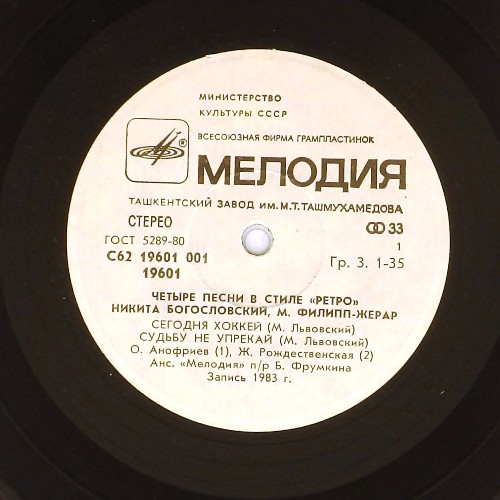 МИНИСТЕРСТВО
КУЛЬТУРЫ СССР
ВСЕСОЮЗНАЯ ФИРМА ГРАМПЛАСТИНОК
МЕЛОДИЯ
ТАШКЕНТСКИЙ ЗАВОД ИМ. М.Т. ТАШМУХАМЕДОВА
СТЕРЕО 33
ГОСТ 5289-80 1
С62 19601 001 Гр. 3. 1-35
19601
ЧЕТЫРЕ ПЕСНИ В СТИЛЕ «РЕТРО»
НИКИТА БОГОСЛОВСКИЙ, М. ФИЛИПП-ЖЕРАР
СЕГОДНЯ ХОККЕЙ (М. Львовский)
СУДЬБУ НЕ УПРЕКАЙ (М. Львовский)
О. Анофриев (1), Ж. Рождественская (2)
Анс. «Мелодия» п/р Б. Фрумкина
Запись 1983 г.